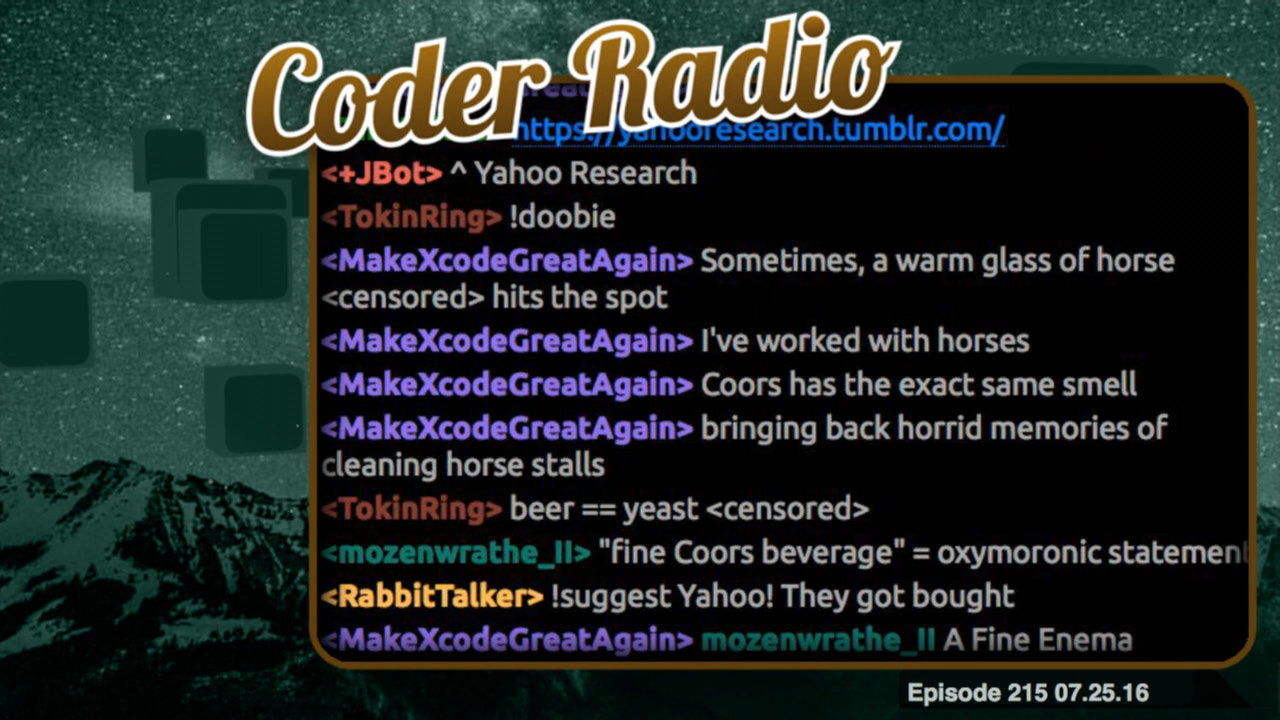 Coder Radio
https://yahooresearch.tumblr.com/
<+JBot> ^ Yahoo Research
<TokinRing> !doobie
<MakeXcodeGreatAgain> Sometimes, a warm glass of horse
<censored> hits the spot
<MakeXcodeGreatAgain> I've worked with horses
<MakeXcodeGreatAgain> Coors has the exact same smell
<MakeXcodeGreatAgain> bringing back horrid memories of
cleaning horse stalls
<TokinRing> beer == yeast <censored>
<mozenwrathe_II> "fine Coors beverage" = oxymoronic statement
<RabbitTalker> !suggest Yahoo! They got bought
<MakeXcodeGreatAgain> mozenwrathe_II A Fine Enema
Episode 215 07.25.16